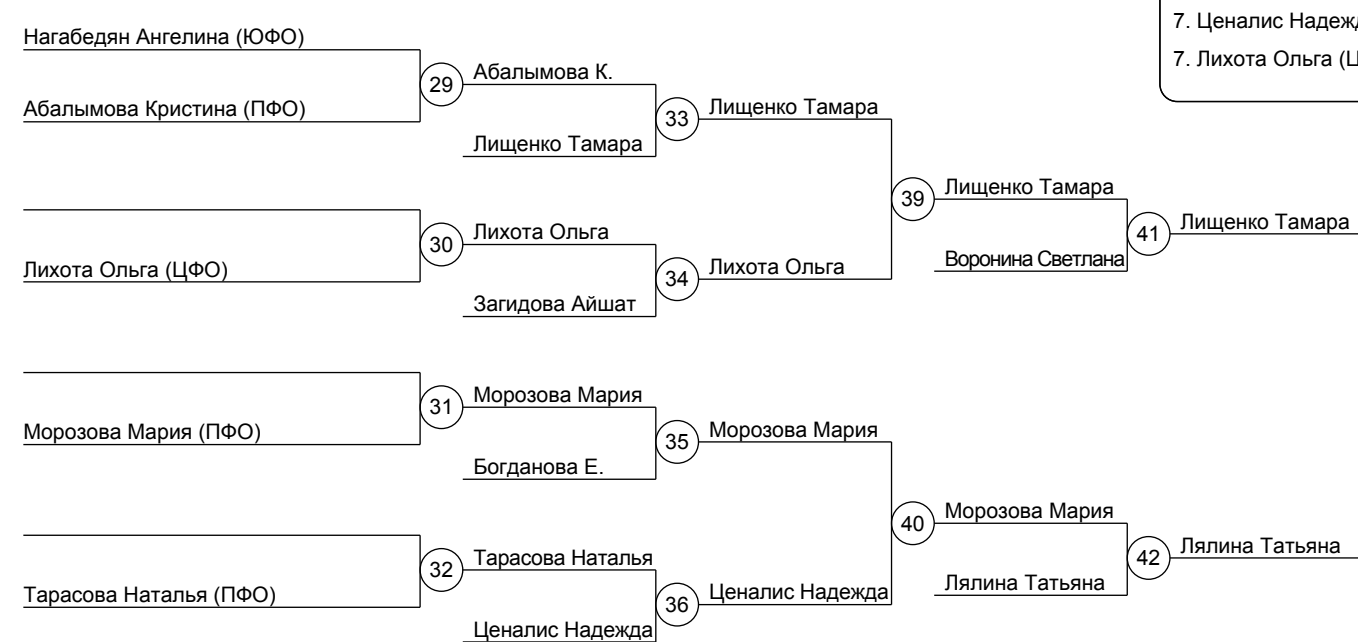 7. Ценалис Надежд
7. Лихота Ольга (Ц
Нагабедян Ангелина (ЮФО)
29
Абалымова К.
Абалымова Кристина (ПФО)
33
Лищенко Тамара
Лищенко Тамара
39
Лищенко Тамара
30
Лихота Ольга
41
Лищенко Тамара
Лихота Ольга (ЦФО)
34
Лихота Ольга
Воронина Светлана
Загидова Айшат
31
Морозова Мария
Морозова Мария (ПФО)
35
Морозова Мария
Богданова Е.
40
Морозова Мария
32
Тарасова Наталья
42
Лялина Татьяна
Тарасова Наталья (ПФО)
36
Ценалис Надежда
Лялина Татьяна
Ценалис Надежда